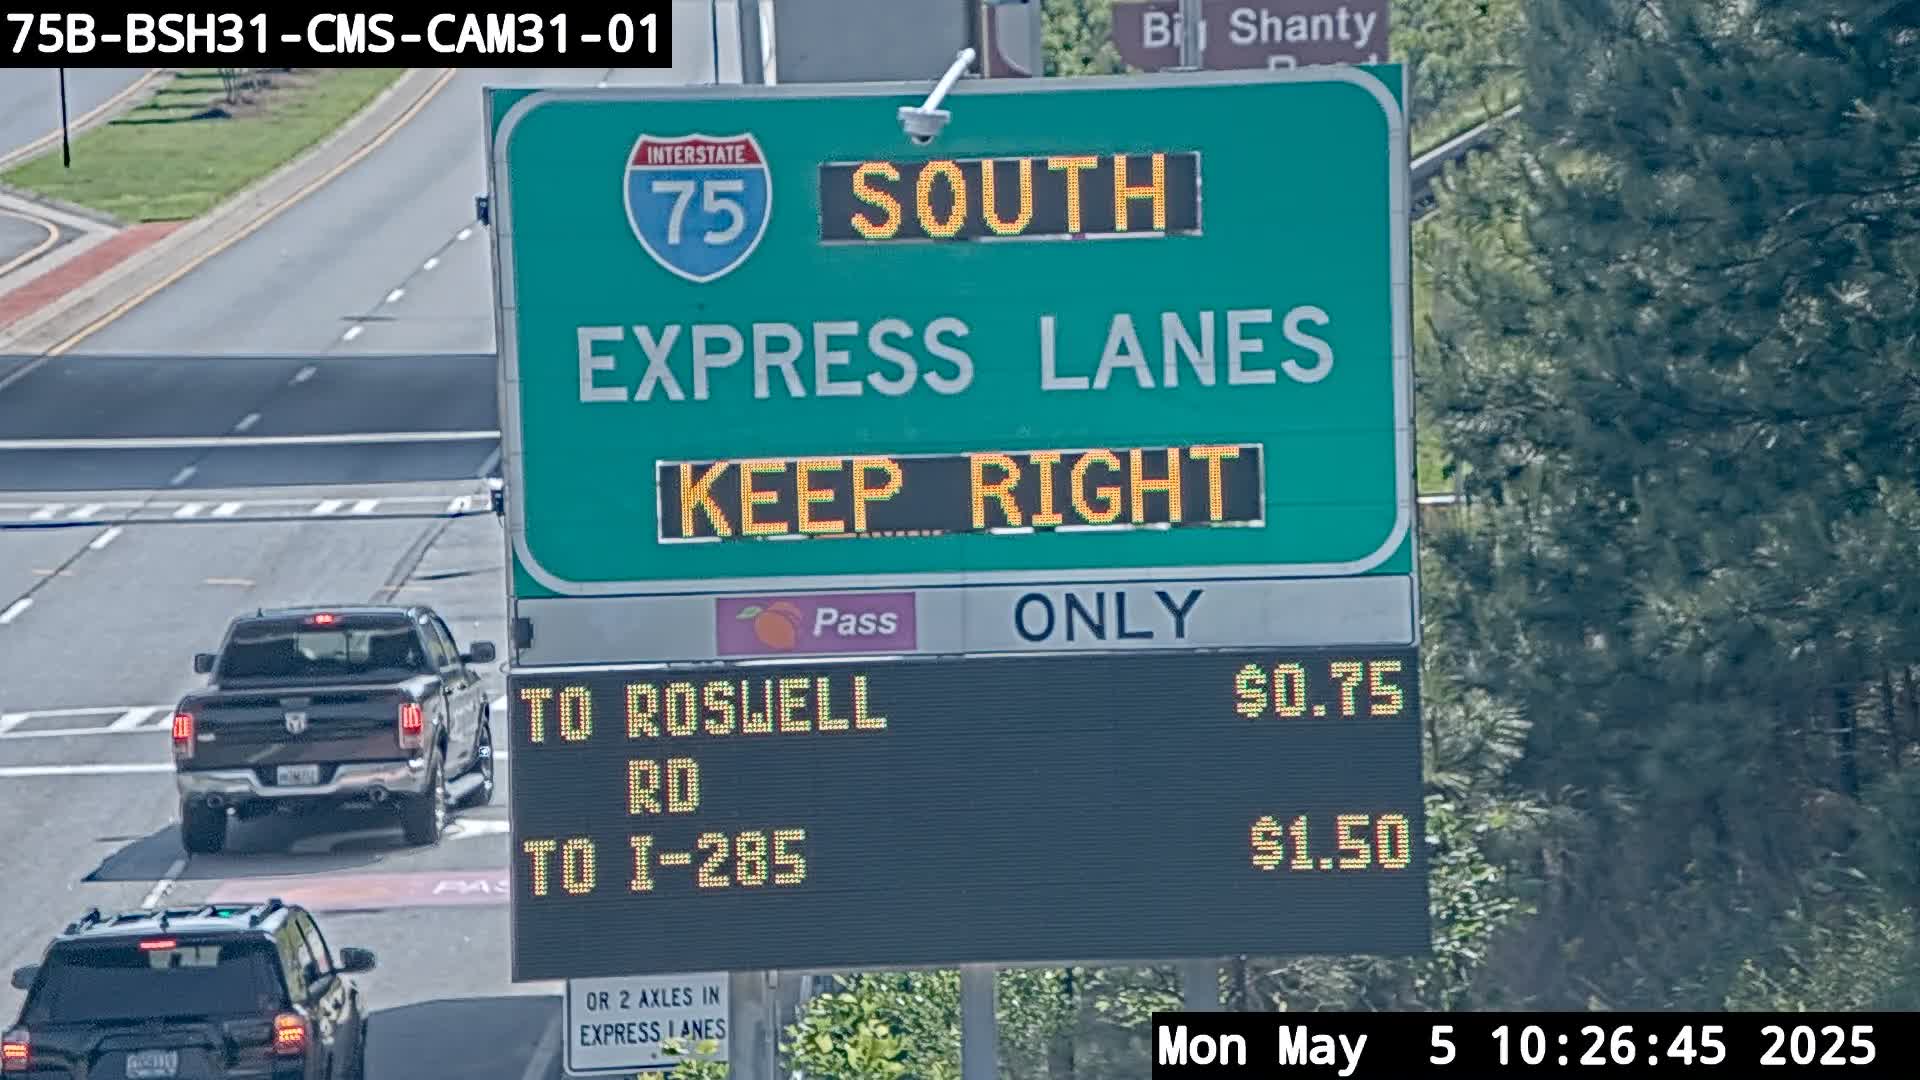 75B-BSH31-CMS-CAM31-01
Big Shanty
Road
INTERSTATE
75
SOUTH
EXPRESS LANES
KEEP RIGHT
Pass ONLY
TO ROSWELL $0.75
RD
TO I-285 $1.50
PAS
OR 2 AXLES IN
EXPRESS LANES
Mon May 5 10:26:45 2025